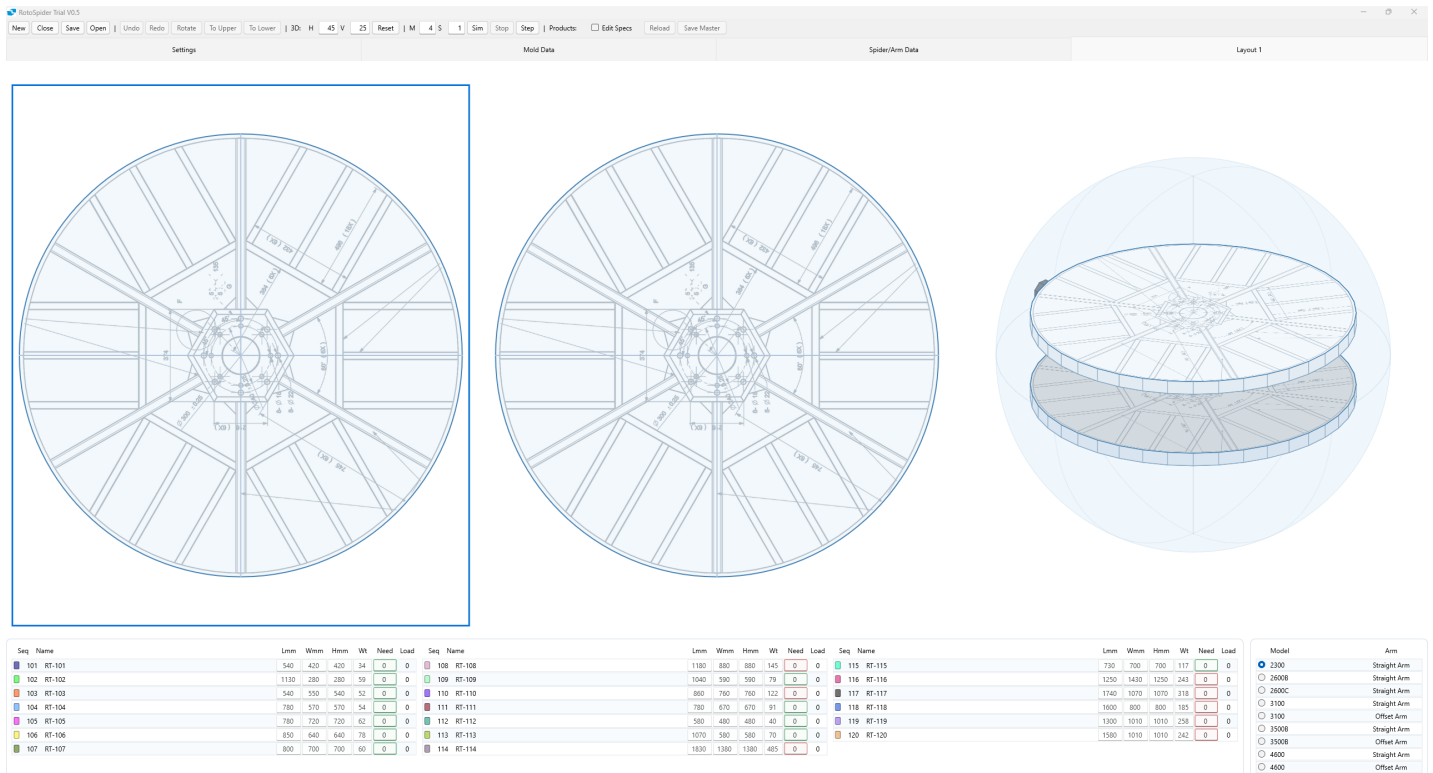 RotoSpider Trial V0.5
New Close Save Open | Undo Redo Rotate To Upper To Lower | 3D: H 45 V 25 Reset | M 4 S 1 Sim Stop Step | Products: Edit Specs Reload Save Master
Settings Mold Data Spider/Arm Data Layout 1
Seq Name Lmm Wmm Hmm Wt Need Load Seq Name Lmm Wmm Hmm Wt Need Load Seq Name Lmm Wmm Hmm Wt Need Load
101 RT-101 540 420 420 34 0 0 108 RT-108 1180 880 880 145 0 0 115 RT-115 730 700 700 117 0 0
102 RT-102 1130 280 280 59 0 0 109 RT-109 1040 590 590 79 0 0 116 RT-116 1250 1430 1250 243 0 0
103 RT-103 540 550 540 52 0 0 110 RT-110 860 760 760 122 0 0 117 RT-117 1740 1070 1070 318 0 0
104 RT-104 780 570 570 54 0 0 111 RT-111 780 670 670 91 0 0 118 RT-118 1600 800 800 185 0 0
105 RT-105 780 720 720 62 0 0 112 RT-112 580 480 480 40 0 0 119 RT-119 1300 1010 1010 258 0 0
106 RT-106 850 640 640 78 0 0 113 RT-113 1070 580 580 70 0 0 120 RT-120 1580 1010 1010 242 0 0
107 RT-107 800 700 700 60 0 0 114 RT-114 1830 1380 1380 485 0 0
Model Arm
2300 Straight Arm
2600B Straight Arm
2600C Straight Arm
3100 Straight Arm
3100 Offset Arm
3500B Straight Arm
3500B Offset Arm
4600 Straight Arm
4600 Offset Arm